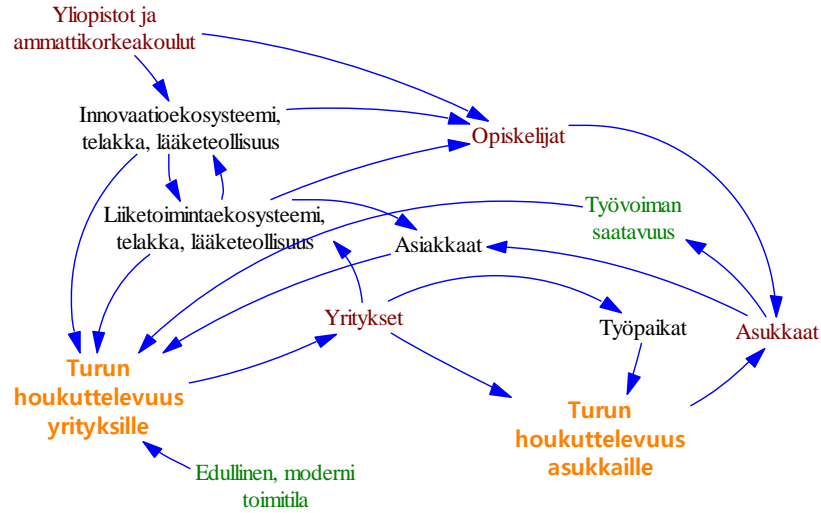 Yliopistot ja
ammattikorkeakoulut
Innovaatioekosysteemi,
telakka, lääketeollisuus
Opiskelijat
Liiketoimintaekosysteemi,
telakka, lääketeollisuus
Työvoiman
saatavuus
Asiakkaat
Yritykset
Työpaikat
Asukkaat
Turun
houkuttelevuus
yrityksille
Turun
houkuttelevuus
asukkaille
Edullinen, moderni
toimitila